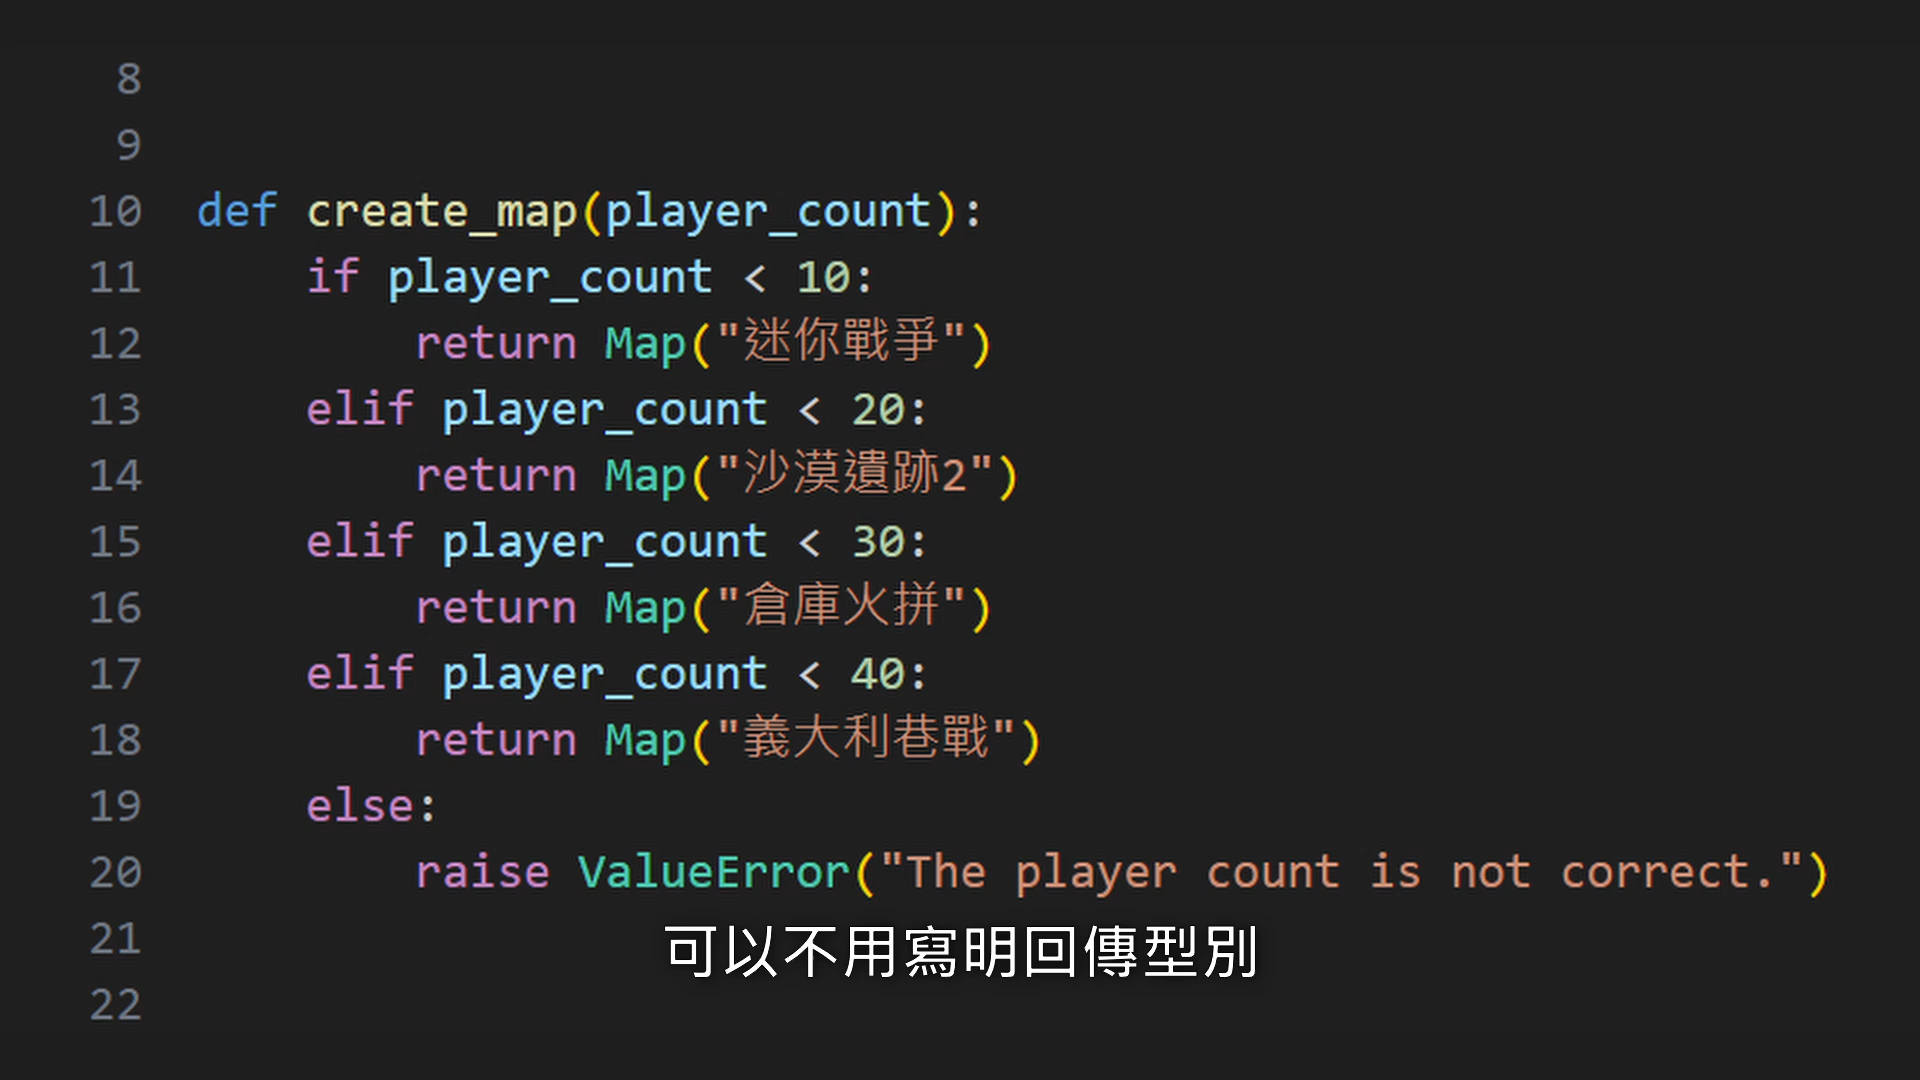 8
9
10 def create_map(player_count):
11     if player_count < 10:
12         return Map("迷你戰爭")
13     elif player_count < 20:
14         return Map("沙漠遺跡2")
15     elif player_count < 30:
16         return Map("倉庫火拼")
17     elif player_count < 40:
18         return Map("義大利巷戰")
19     else:
20         raise ValueError("The player count is not correct.")
21
可以不用寫明回傳型別
22